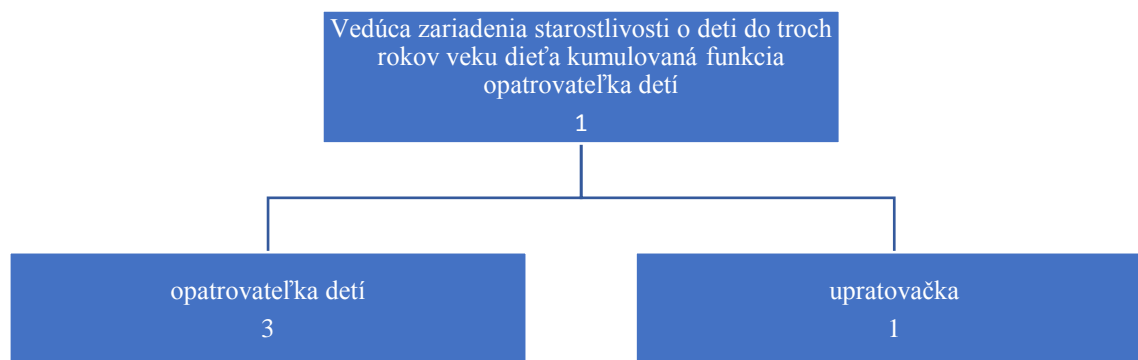 Vedúca zariadenia starostlivosti o deti do troch
rokov veku dieťa kumulovaná funkcia
opatrovateľka detí
1
opatrovateľka detí
3
upratovačka
1